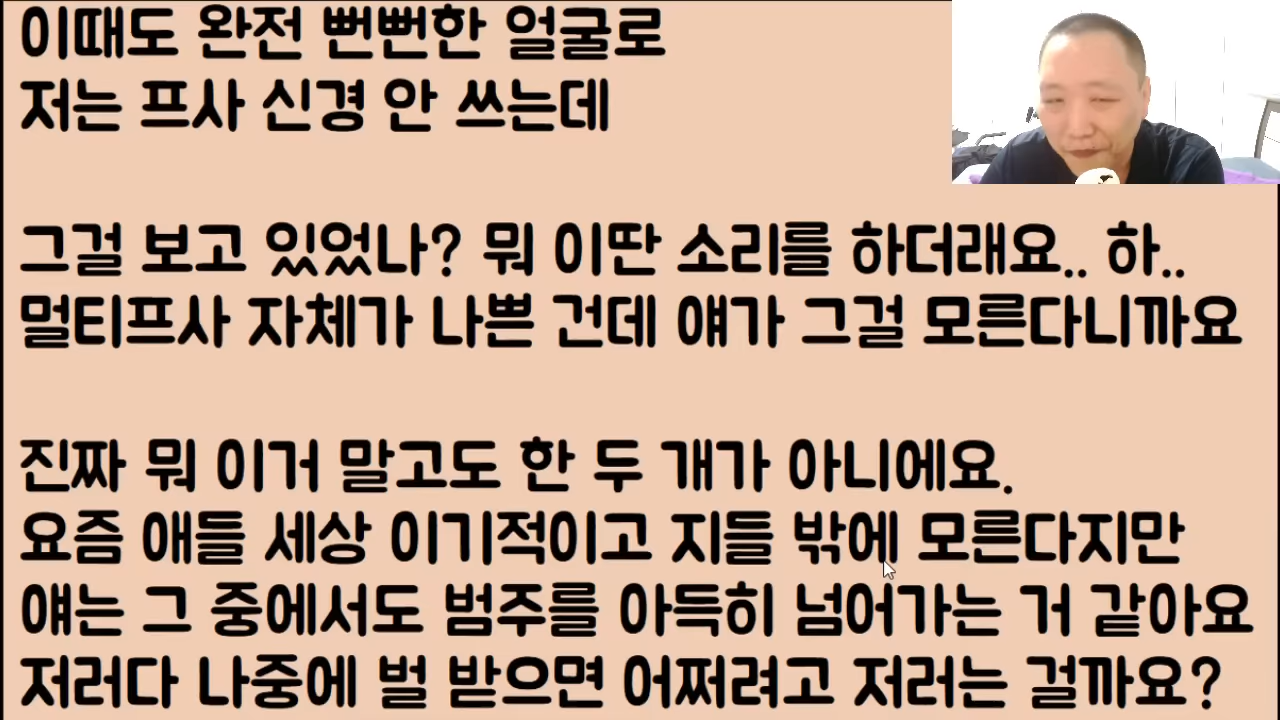 이때도 완전 뻔뻔한 얼굴로
저는 프사 신경 안 쓰는데
그걸 보고 있었나? 뭐 이딴 소리를 하더래요.. 하..
멀티프사 자체가 나쁜 건데 얘가 그걸 모른다니까요
진짜 뭐 이거 말고도 한 두 개가 아니에요.
요즘 애들 세상 이기적이고 지들 밖에 모른다지만
얘는 그 중에서도 범주를 아득히 넘어가는 거 같아요
저러다 나중에 벌 받으면 어쩌려고 저러는 걸까요?